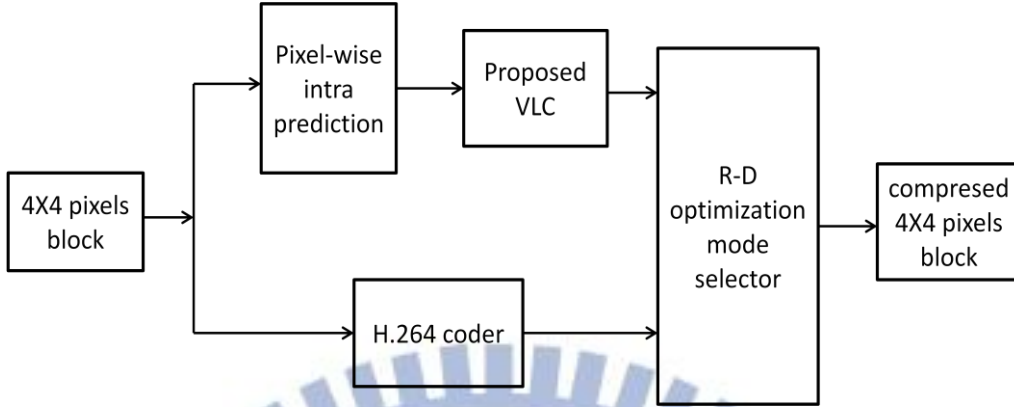 4X4 pixels
block
Pixel-wise
intra
prediction
Proposed
VLC
H.264 coder
R-D
optimization
mode
selector
compresed
4X4 pixels
block